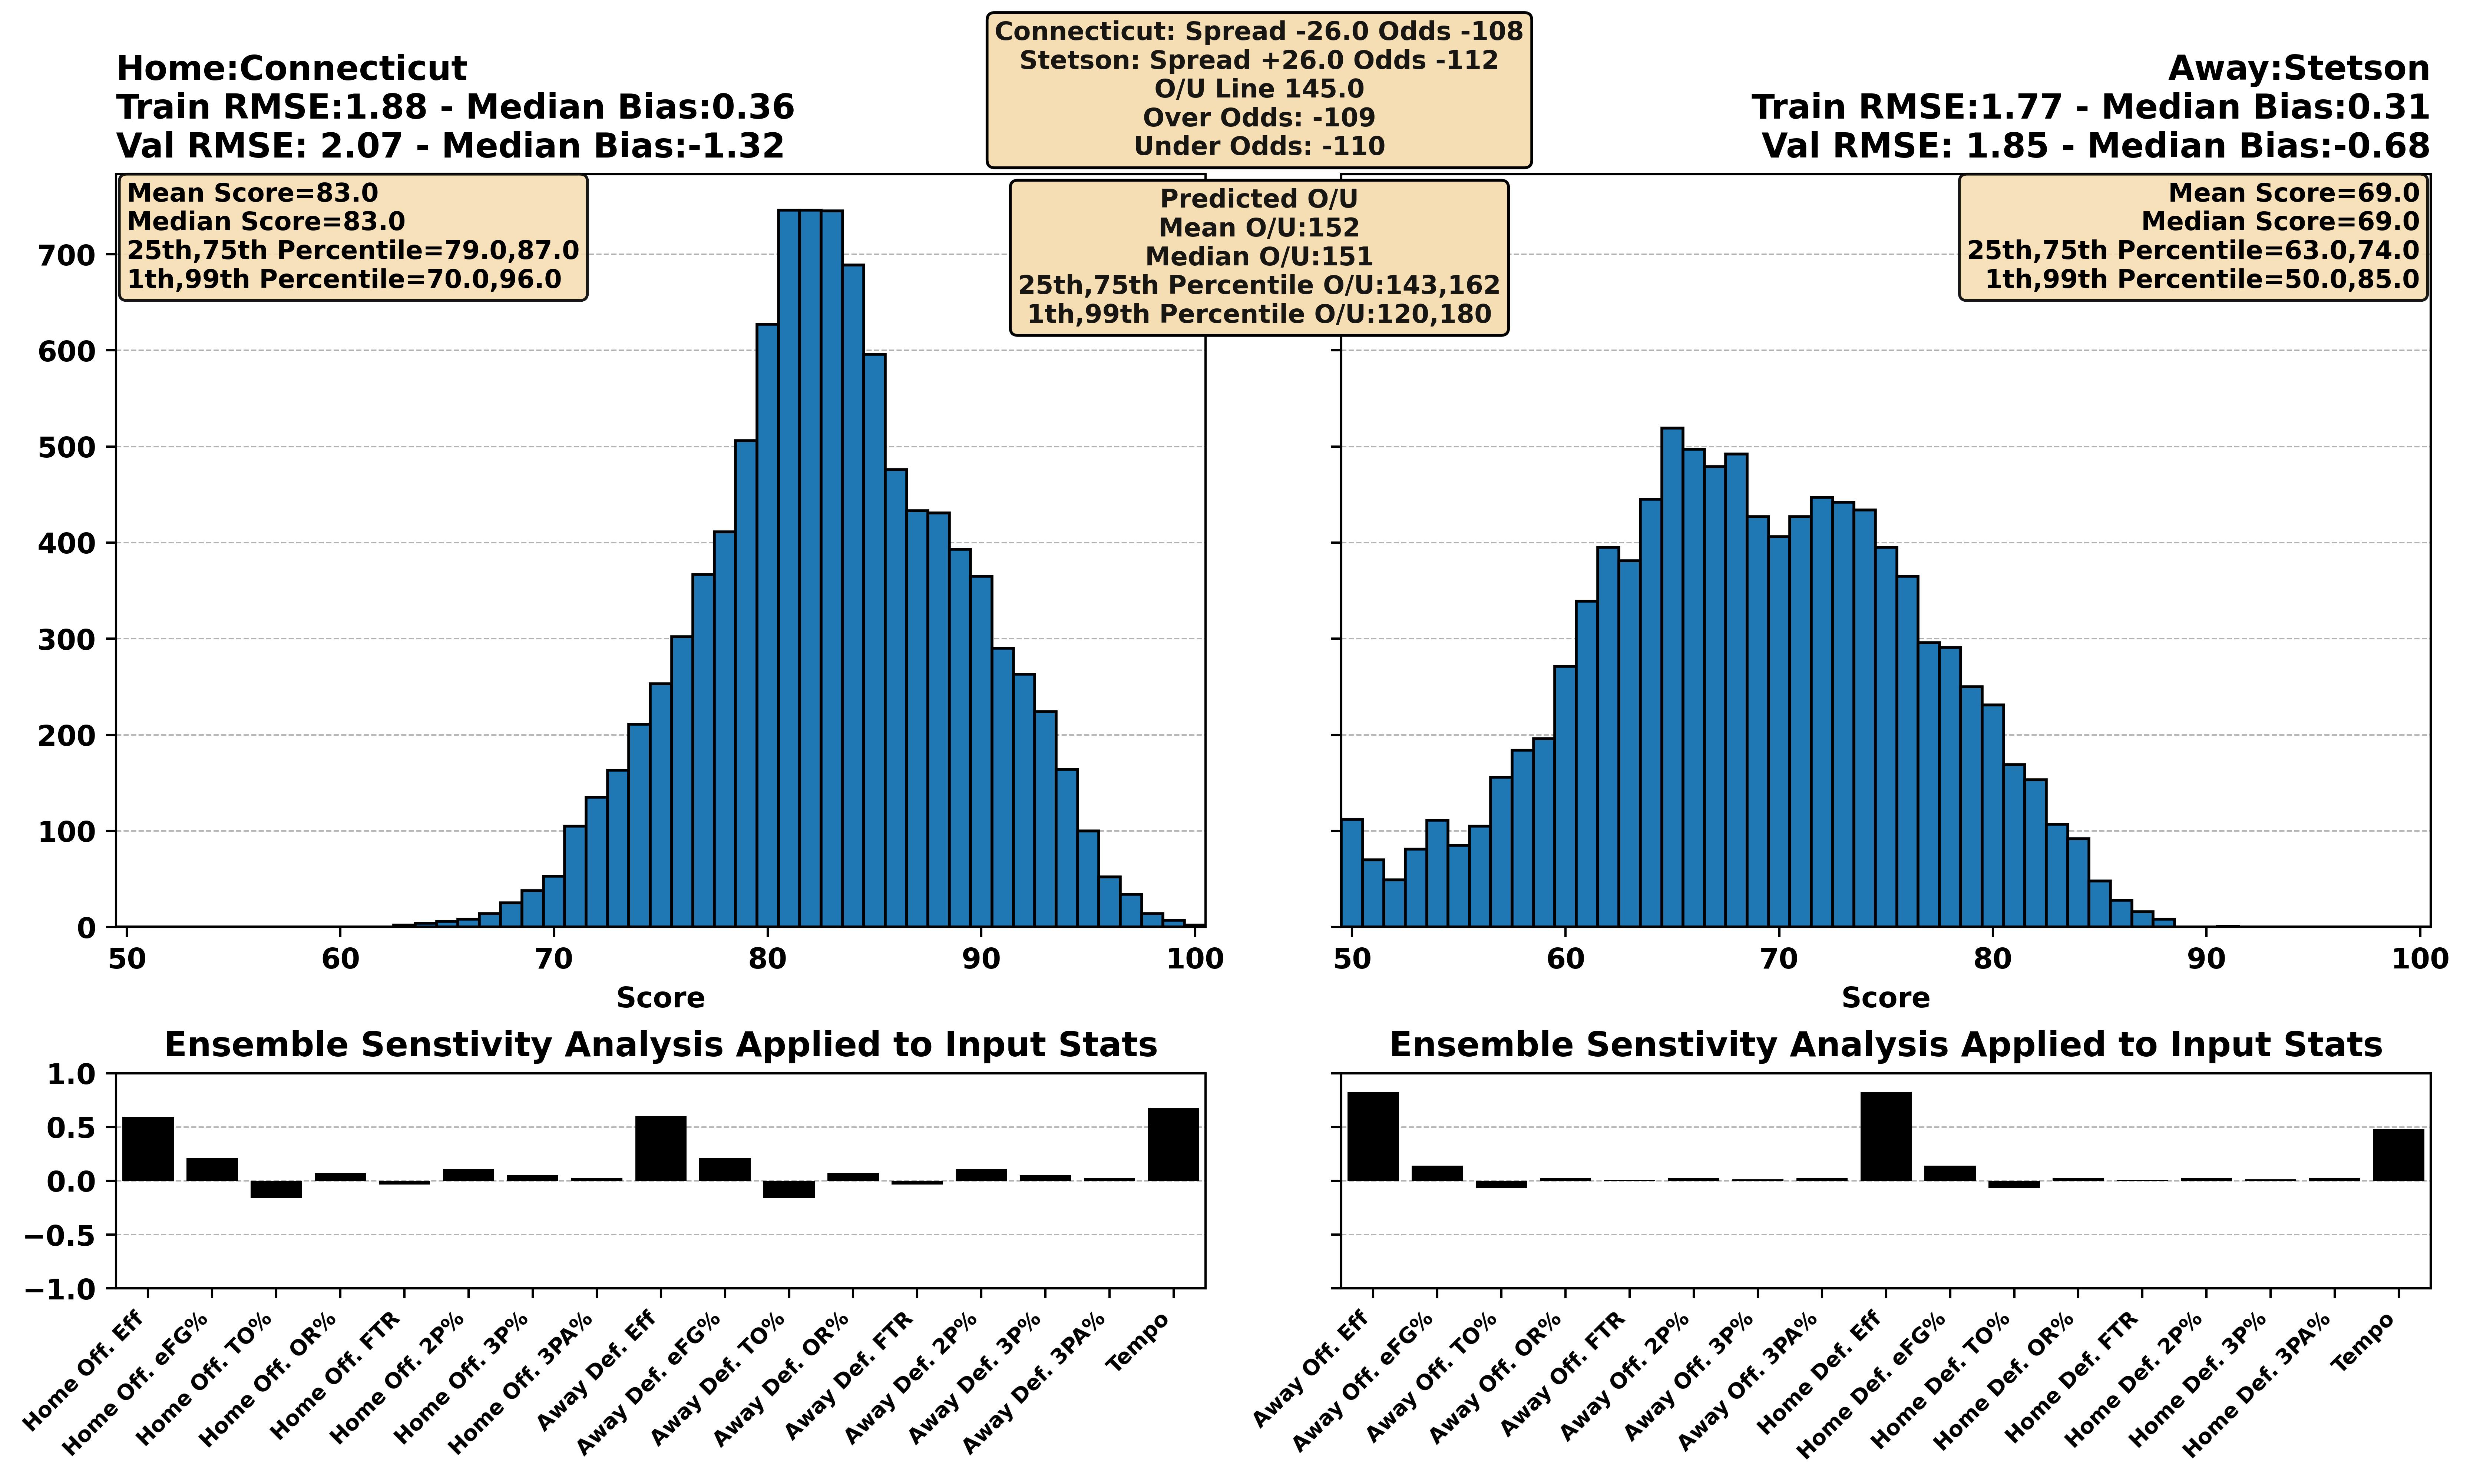 Connecticut: Spread -26.0 Odds -108
Stetson: Spread +26.0 Odds -112
O/U Line 145.0
Over Odds: -109
Under Odds: -110
Home:Connecticut
Train RMSE:1.88 - Median Bias:0.36
Val RMSE: 2.07 - Median Bias:-1.32
Away:Stetson
Train RMSE:1.77 - Median Bias:0.31
Val RMSE: 1.85 - Median Bias:-0.68
Mean Score=83.0
Median Score=83.0
25th,75th Percentile=79.0,87.0
1th,99th Percentile=70.0,96.0
Predicted O/U
Mean O/U:152
Median O/U:151
25th,75th Percentile O/U:143,162
1th,99th Percentile O/U:120,180
Mean Score=69.0
Median Score=69.0
25th,75th Percentile=63.0,74.0
1th,99th Percentile=50.0,85.0
700
600
500
400
300
200
100
0
50 60 70 80 90 100
Score
50 60 70 80 90 100
Score
Ensemble Senstivity Analysis Applied to Input Stats
1.0
0.5
0.0
−0.5
−1.0
Home Off. Eff
Home Off. eFG%
Home Off. TO%
Home Off. OR%
Home Off. FTR
Home Off. 2P%
Home Off. 3P%
Home Off. 3PA%
Away Def. Eff
Away Def. eFG%
Away Def. TO%
Away Def. OR%
Away Def. FTR
Away Def. 2P%
Away Def. 3P%
Away Def. 3PA%
Tempo
Ensemble Senstivity Analysis Applied to Input Stats
Away Off. Eff
Away Off. eFG%
Away Off. TO%
Away Off. OR%
Away Off. FTR
Away Off. 2P%
Away Off. 3P%
Away Off. 3PA%
Home Def. Eff
Home Def. eFG%
Home Def. TO%
Home Def. OR%
Home Def. FTR
Home Def. 2P%
Home Def. 3P%
Home Def. 3PA%
Tempo